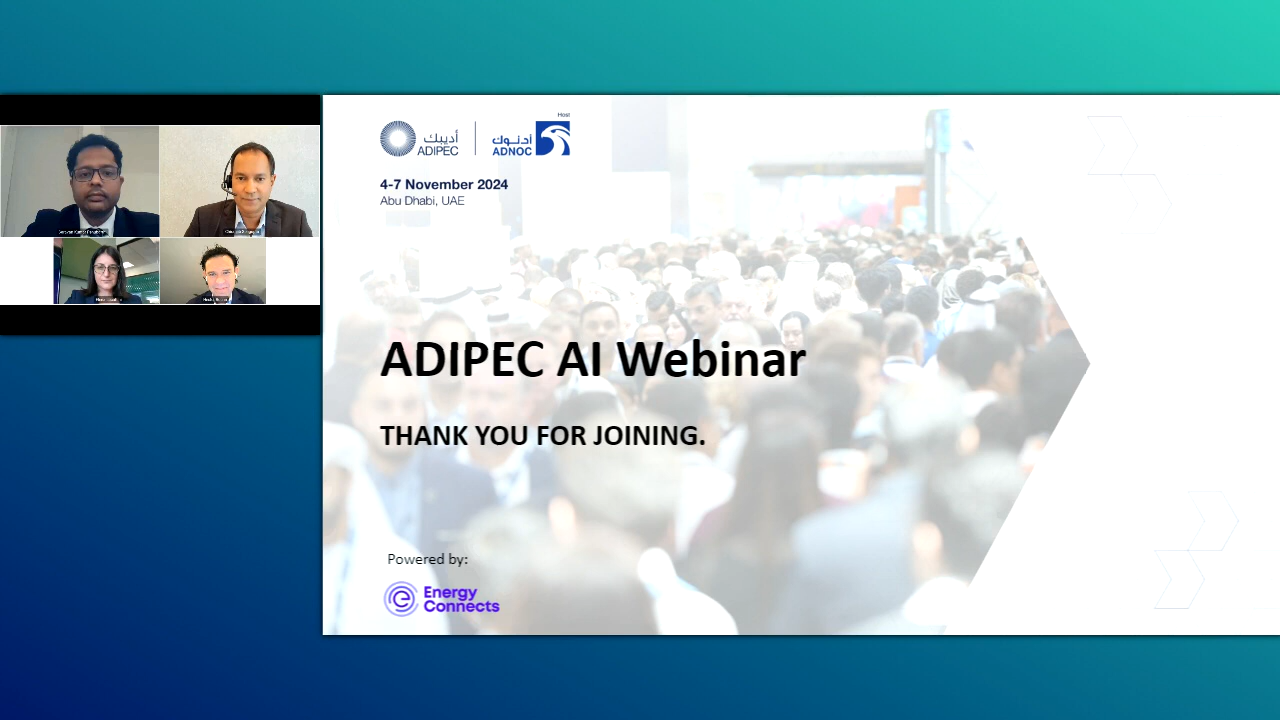 Host
أديبك
ADIPEC
أدنوك
ADNOC
4-7 November 2024
Abu Dhabi, UAE
ADIPEC AI Webinar
THANK YOU FOR JOINING.
Powered by:
Energy
Connects